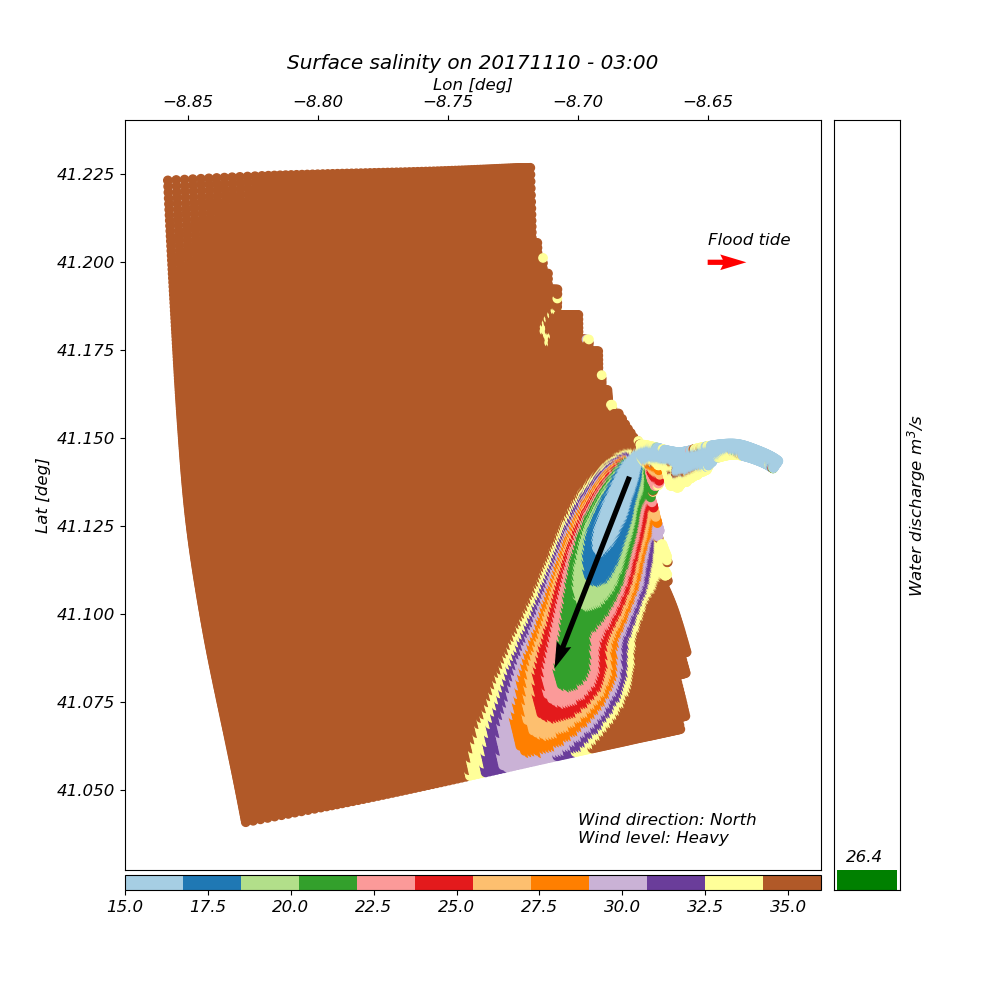 Surface salinity on 20171110 - 03:00
Lon [deg]
−8.85 −8.80 −8.75 −8.70 −8.65
41.225
41.200
41.175
41.150
41.125
41.100
41.075
41.050
Lat [deg]
Flood tide
Wind direction: North
Wind level: Heavy
15.0 17.5 20.0 22.5 25.0 27.5 30.0 32.5 35.0
26.4
Water discharge m³/s